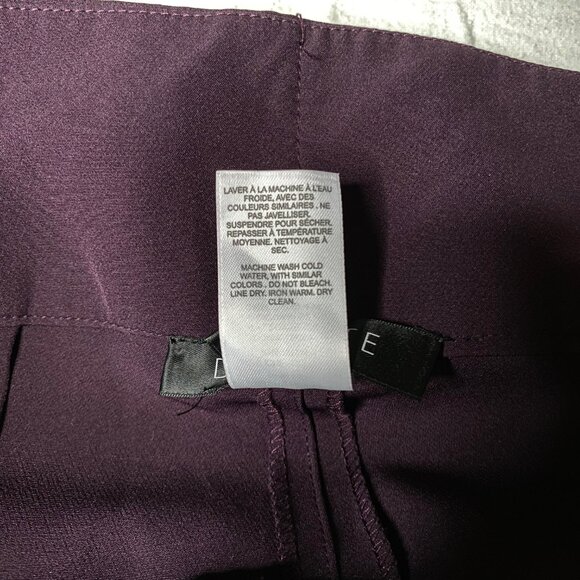 LAVER À LA MACHINE À L'EAU
FROIDE, AVEC DES
COULEURS SIMILAIRES . NE
PAS JAVELLISER.
SUSPENDRE POUR SÉCHER.
REPASSER À TEMPÉRATURE
MOYENNE. NETTOYAGE À
SEC.
MACHINE WASH COLD
WATER, WITH SIMILAR
COLORS . DO NOT BLEACH.
LINE DRY. IRON WARM. DRY
CLEAN.
D E